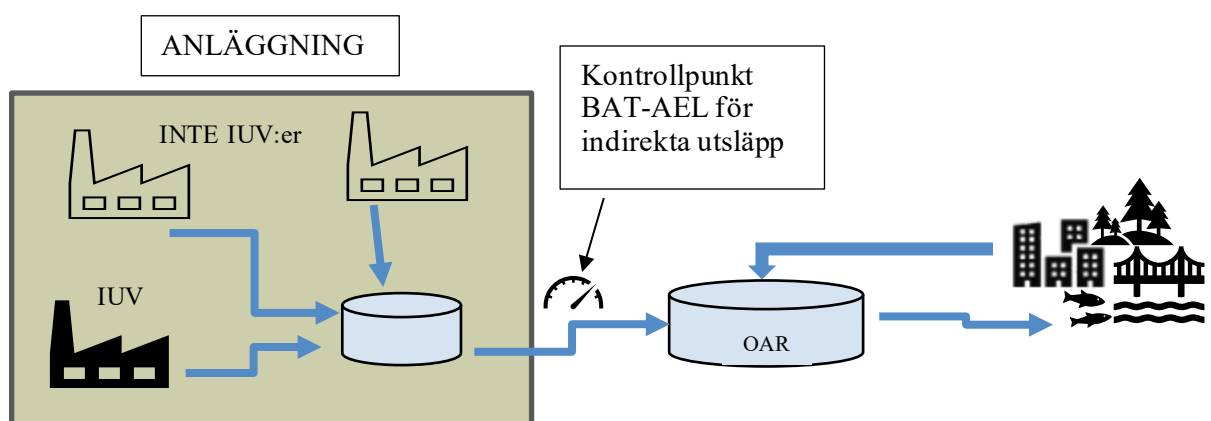 ANLÄGGNING
Kontrollpunkt
BAT-AEL för
indirekta utsläpp
INTE IUV:er
IUV
OAR